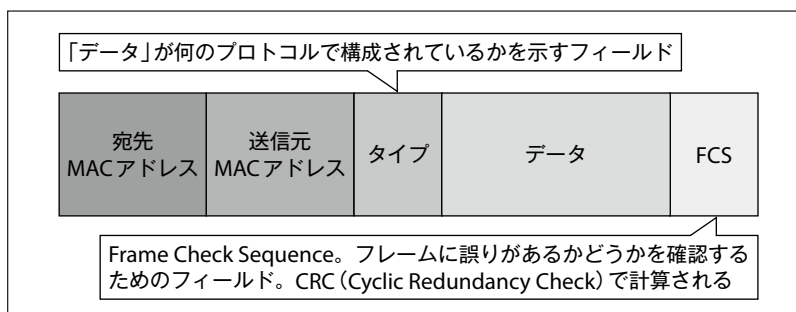 「データ」が何のプロトコルで構成されているかを示すフィールド
宛先
MACアドレス
送信元
MACアドレス
タイプ
データ
FCS
Frame Check Sequence。フレームに誤りがあるかどうかを確認する
ためのフィールド。CRC（Cyclic Redundancy Check）で計算される